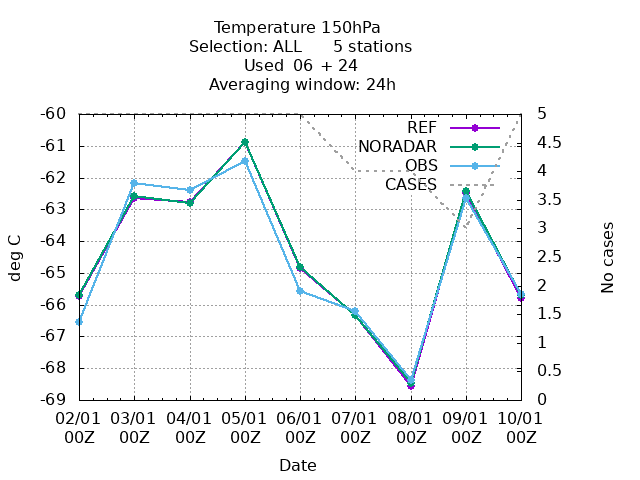 Temperature 150hPa
Selection: ALL 5 stations
Used 06 + 24
Averaging window: 24h
-60
-61
-62
-63
-64
-65
-66
-67
-68
-69
deg C
5
4.5
4
3.5
3
2.5
2
1.5
1
0.5
0
No cases
REF
NORADAR
OBS
CASES
02/01 03/01 04/01 05/01 06/01 07/01 08/01 09/01 10/01
00Z 00Z 00Z 00Z 00Z 00Z 00Z 00Z 00Z
Date